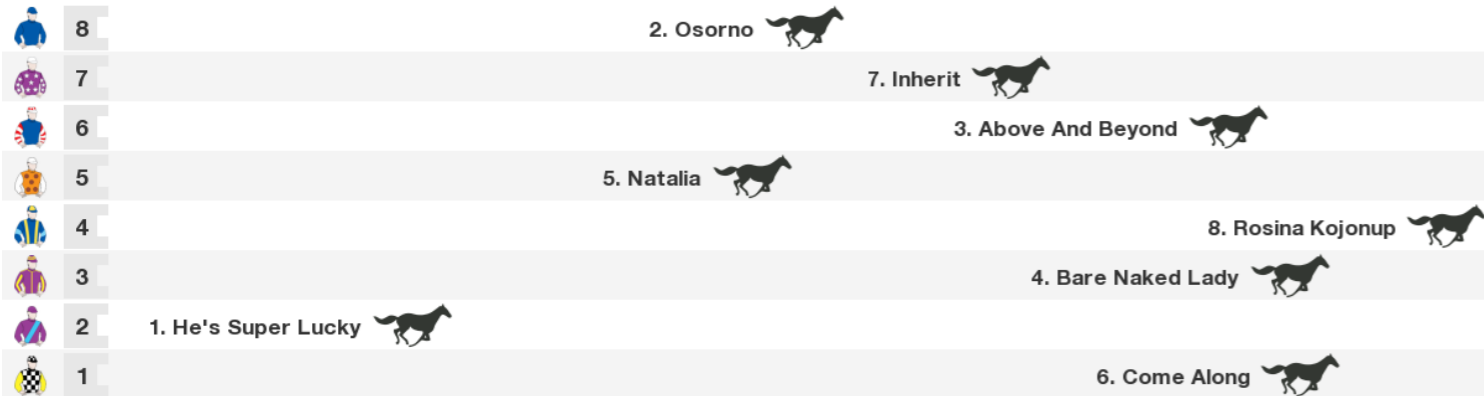 8 2. Osorno
7 7. Inherit
6 3. Above And Beyond
5 5. Natalia
4 8. Rosina Kojonup
3 4. Bare Naked Lady
2 1. He's Super Lucky
1 6. Come Along